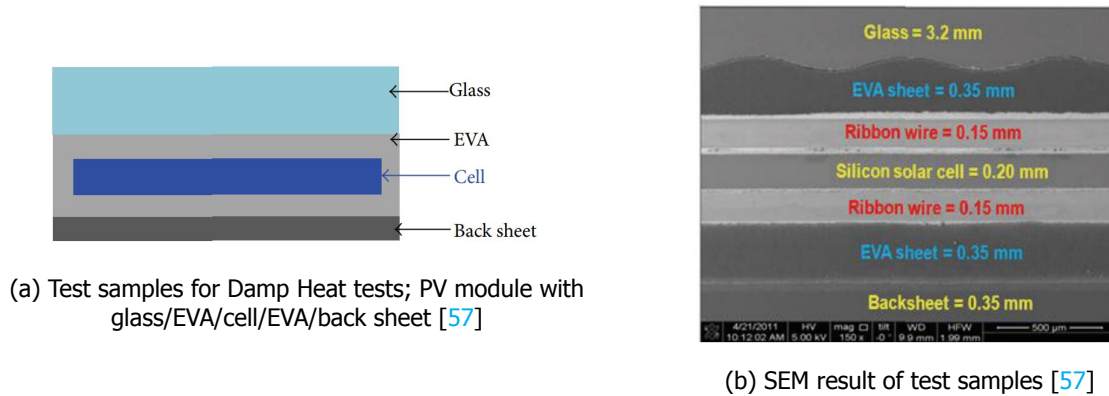 Glass
EVA
Cell
Back sheet
(a) Test samples for Damp Heat tests; PV module with
glass/EVA/cell/EVA/back sheet [57]
Glass = 3.2 mm
EVA sheet = 0.35 mm
Ribbon wire = 0.15 mm
Silicon solar cell = 0.20 mm
Ribbon wire = 0.15 mm
EVA sheet = 0.35 mm
Backsheet = 0.35 mm
4/21/2011 HV mag tilt WD HFW 500 µm
10:12:02 AM 5.00 kV 150 x -0 ° 9.9 mm 1.99 mm
(b) SEM result of test samples [57]